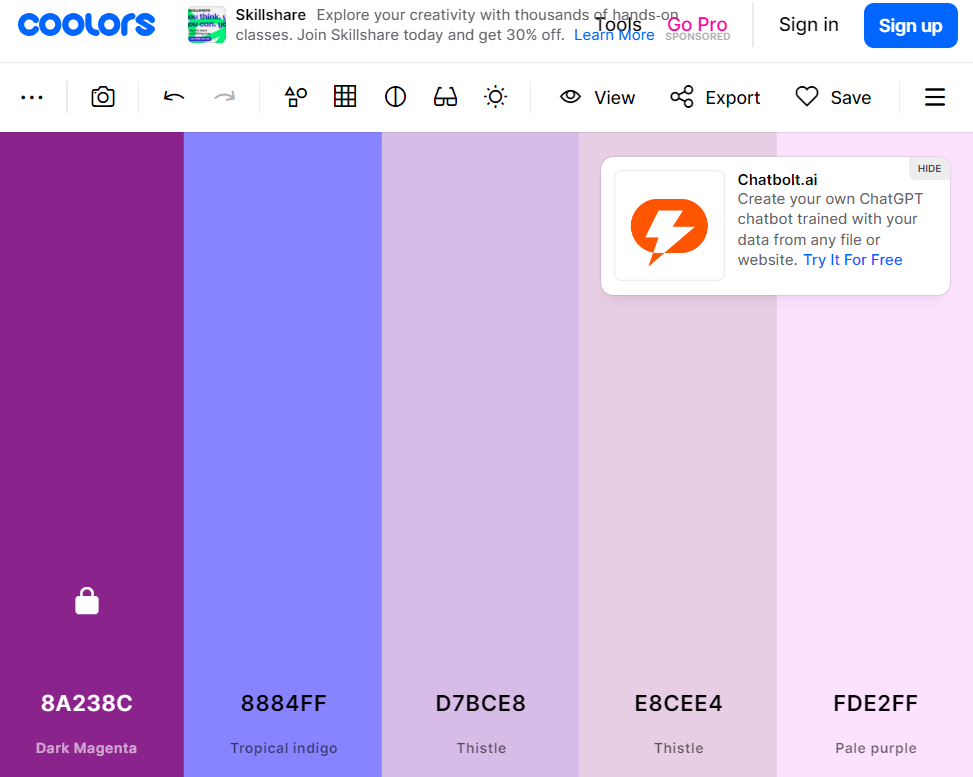 coolors
Skillshare Explore your creativity with thousands of hands-on
classes. Join Skillshare today and get 30% off. Learn More
SPONSORED
Tools
Go Pro
Sign in
Sign up
View
Export
Save
HIDE
Chatbolt.ai
Create your own ChatGPT
chatbot trained with your
data from any file or
website. Try It For Free
8A238C
Dark Magenta
8884FF
Tropical indigo
D7BCE8
Thistle
E8CEE4
Thistle
FDE2FF
Pale purple